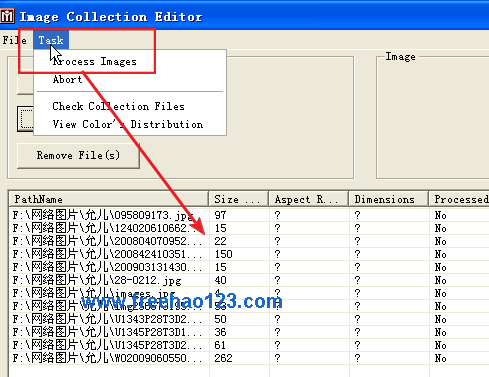 Image Collection Editor
File Task
Process Images
Abort
Check Collection Files
View Color's Distribution
Image
Remove File(s)
PathName Size ... Aspect R... Dimensions Processed
F:\网络图片\允儿\095809173.jpg 97 ? ? No
F:\网络图片\允儿\124020610662... 15 ? ? No
F:\网络图片\允儿\200804070952... 22 ? ? No
F:\网络图片\允儿\200842410351... 150 ? ? No
F:\网络图片\允儿\200903131430... 15 ? ? No
F:\网络图片\允儿\28-0212.jpg 40 ? ? No
F:\网络图片\允儿\images.jpg 4 ? ? No
www.freehao123.com
F:\网络图片\允儿\ ? ? No
F:\网络图片\允儿\U1343P28T3D2... 50 ? ? No
F:\网络图片\允儿\U1345P28T3D1... 36 ? ? No
F:\网络图片\允儿\U1345P28T3D2... 61 ? ? No
F:\网络图片\允儿\W02009060550... 262 ? ? No